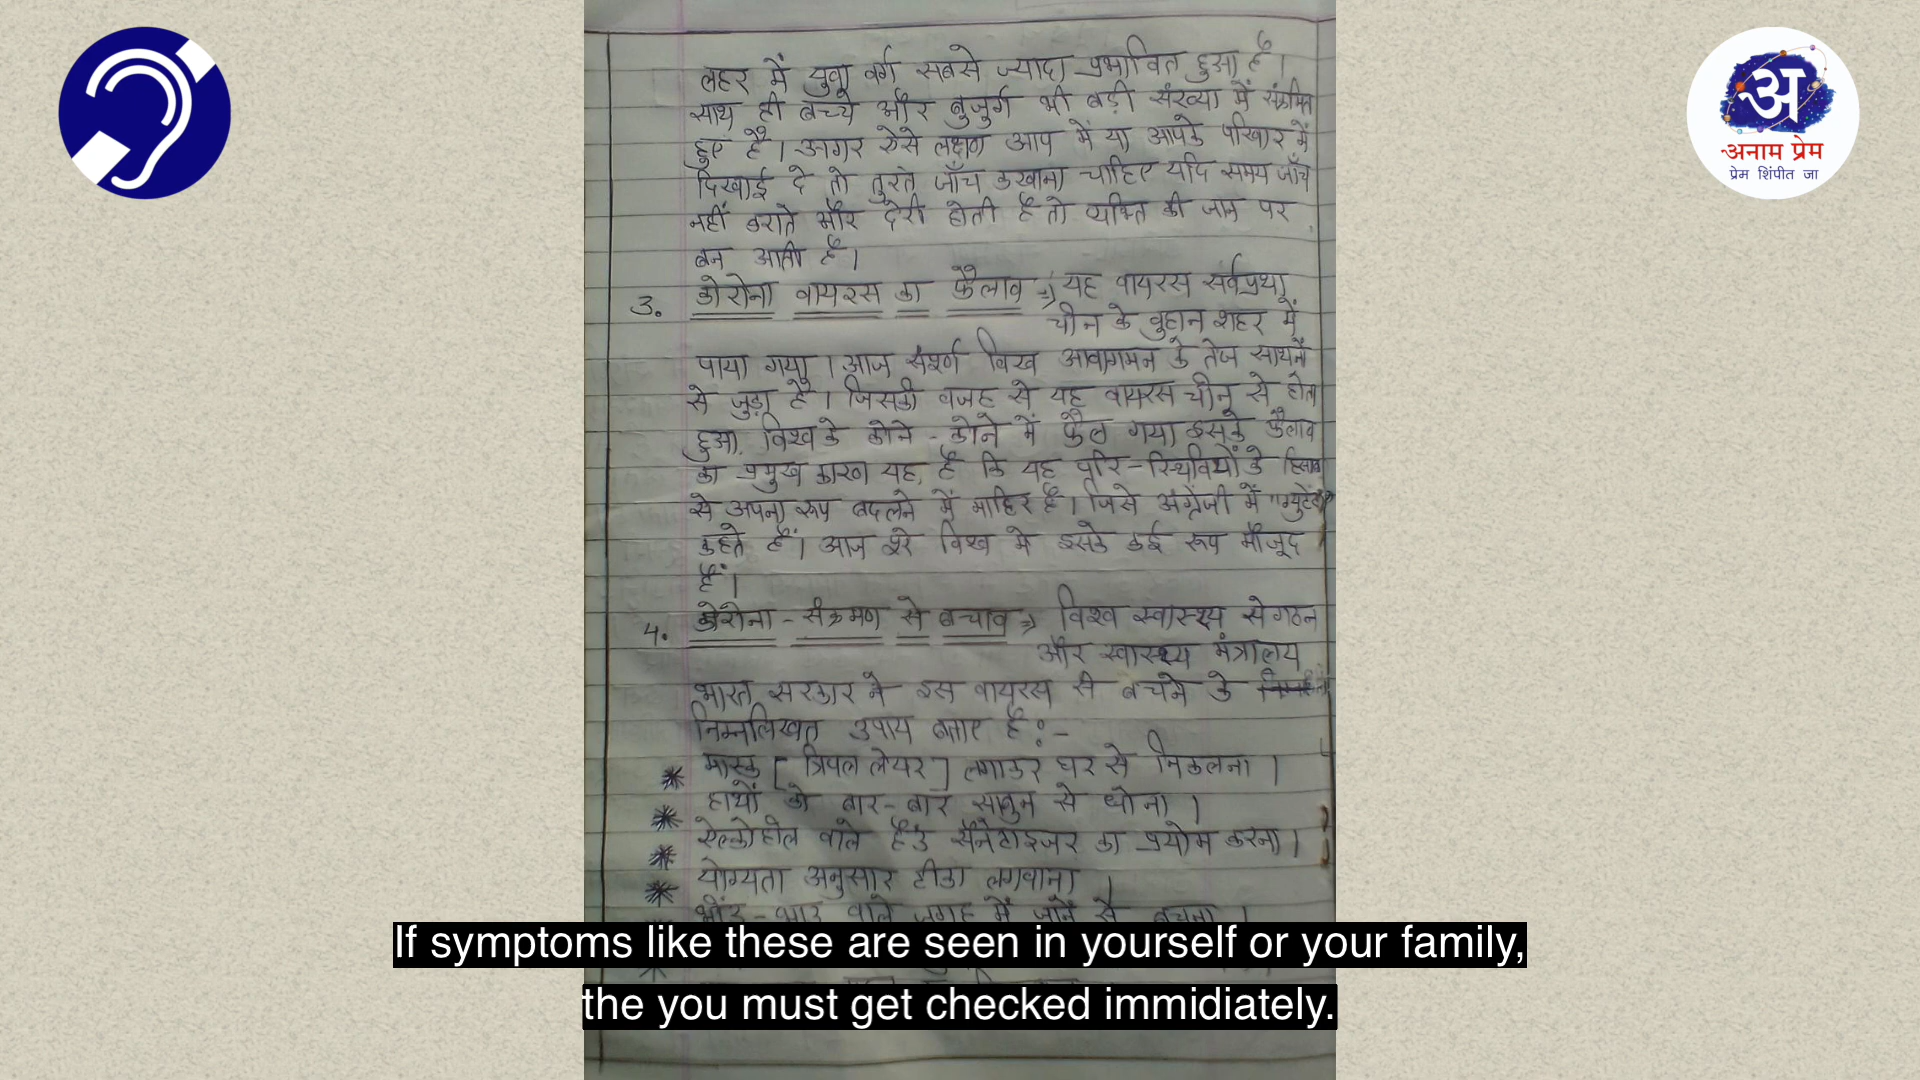 लहर में युवा वर्ग सबसे ज्यादा प्रभावित हुआ है।
साथ ही बच्चे और बुजुर्ग भी बड़ी संख्या में संक्रमित
हुए है। अगर ऐसे लक्षण आप में या आपके परिवार में
दिखाई दे तो तुरंत जाँच करवाना चाहिए यदि समय जाँच
नहीं कराते और देरी होती है तो व्यक्ति की जान पर
बन आती है।
3. कोरोना वायरस का फैलाव ⇒ यह वायरस सर्वप्रथा
चीन के वुहान शहर में
पाया गया। आज संपूर्ण विश्व आवागमन के तेज साधनों
से जुड़ा है। जिसकी वजह से यह वायरस चीन से होता
हुआ विश्व के कोने - कोने में फैल गया इसके फैलाव
का प्रमुख कारण यह है कि यह परि-स्थितियों के हिसाब
से अपना रूप बदलने में माहिर है। जिसे अंग्रेजी में
कहते हैं। आज विश्व मे इसके कई रूप मौजूद
हैं।
4. कोरोना - संक्रमण से बचाव ⇒ विश्व स्वास्थ्य संगठन
और स्वास्थ्य मंत्रालय
भारत सरकार ने इस वायरस से बचने के
निम्नलिखित उपाय बताए है:-
* मास्क [ त्रिपल लेयर ] लगाकर घर से निकलना।
* हाथों को बार-बार साबुन से धोना।
* ऐल्कोहोल वाले हैंड सैनेटाइजर का प्रयोग करना।
* योग्यता अनुसार टीका लगवाना।
भीड़-भाड़ वाले जगह में जाने से बचना।
If symptoms like these are seen in yourself or your family,
the you must get checked immidiately.
अ
अनाम प्रेम
प्रेम शिंपीत जा